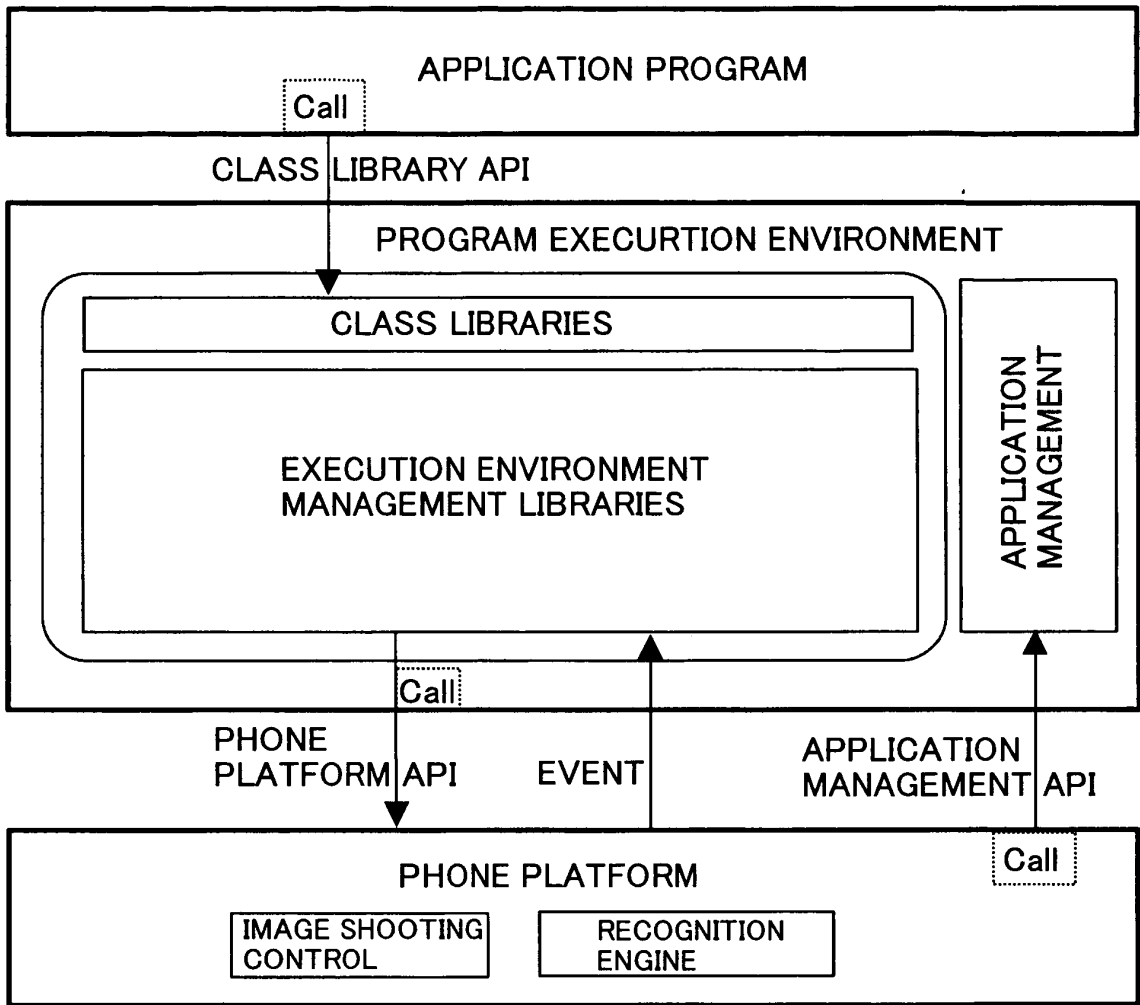 APPLICATION PROGRAM
Call
CLASS LIBRARY API
PROGRAM EXECURTION ENVIRONMENT
CLASS LIBRARIES
EXECUTION ENVIRONMENT
MANAGEMENT LIBRARIES
APPLICATION
MANAGEMENT
Call
PHONE
PLATFORM API
EVENT
APPLICATION
MANAGEMENT API
Call
PHONE PLATFORM
IMAGE SHOOTING
CONTROL
RECOGNITION
ENGINE